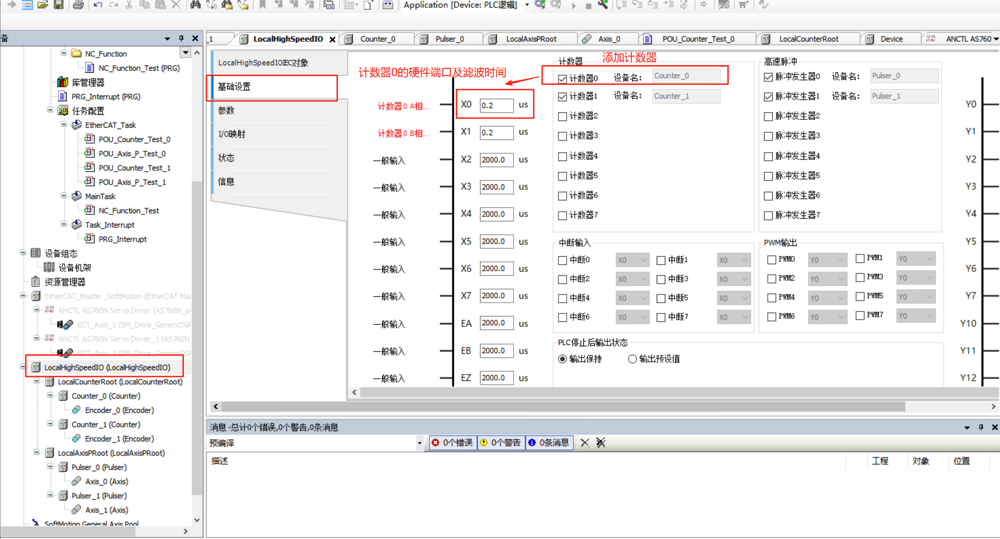 Application [Device: PLC逻辑]
备
NC_Function
NC_Function_Test (PRG)
库管理器
PRG_Interrupt (PRG)
任务配置
EtherCAT_Task
POU_Counter_Test_0
POU_Axis_P_Test_0
POU_Counter_Test_1
POU_Axis_P_Test_1
MainTask
NC_Function_Test
Task_Interrupt
PRG_Interrupt
设备组态
设备机架
资源管理器
EtherCAT_Master_SoftMotion (EtherCAT Mas
ANCTL AS760N Servo Driver (AS760N_s
ECT_Axis_1 (SM_Drive_GenericDSP
ANCTL AS760N Servo Driver_1 (AS760N_
ECT_Axis_2 (SM_Drive_GenericDSP
LocalHighSpeedIO (LocalHighSpeedIO)
LocalCounterRoot (LocalCounterRoot)
Counter_0 (Counter)
Encoder_0 (Encoder)
Counter_1 (Counter)
Encoder_1 (Encoder)
LocalAxisPRoot (LocalAxisPRoot)
Pulser_0 (Pulser)
Axis_0 (Axis)
Pulser_1 (Pulser)
Axis_1 (Axis)
SoftMotion General Axis Pool
_1 LocalHighSpeedIO Counter_0 Pulser_0 LocalAxisPRoot Axis_0 POU_Counter_Test_0 LocalCounterRoot Device ANCTL AS760
LocalHighSpeedIOIEC对象
基础设置
参数
I/O映射
状态
信息
计数器0的硬件端口及滤波时间
添加计数器
计数器0 A相... X0 0.2 us
计数器0 B相... X1 0.2 us
一般输入 X2 2000.0 us
一般输入 X3 2000.0 us
一般输入 X4 2000.0 us
一般输入 X5 2000.0 us
一般输入 X6 2000.0 us
一般输入 X7 2000.0 us
一般输入 EA 2000.0 us
一般输入 EB 2000.0 us
一般输入 EZ 2000.0 us
计数器
计数器0 设备名： Counter_0
计数器1 设备名： Counter_1
计数器2
计数器3
计数器4
计数器5
计数器6
计数器7
高速脉冲
脉冲发生器0 设备名： Pulser_0
脉冲发生器1 设备名： Pulser_1
脉冲发生器2
脉冲发生器3
脉冲发生器4
脉冲发生器5
脉冲发生器6
脉冲发生器7
中断输入
中断0 X0 中断1 X0
中断2 X0 中断3 X0
中断4 X0 中断5 X0
中断6 X0 中断7 X0
PWM输出
PWM0 Y0 PWM1 Y0
PWM2 Y0 PWM3 Y0
PWM4 Y0 PWM5 Y0
PWM6 Y0 PWM7 Y0
PLC停止后输出状态
输出保持 输出预设值
Y0
Y1
Y2
Y3
Y4
Y5
Y6
Y7
Y10
Y11
Y12
消息 -总计0个错误,0个警告,0条消息
预编译 0个错误 0个警告 0条消息
描述 工程 对象 位置